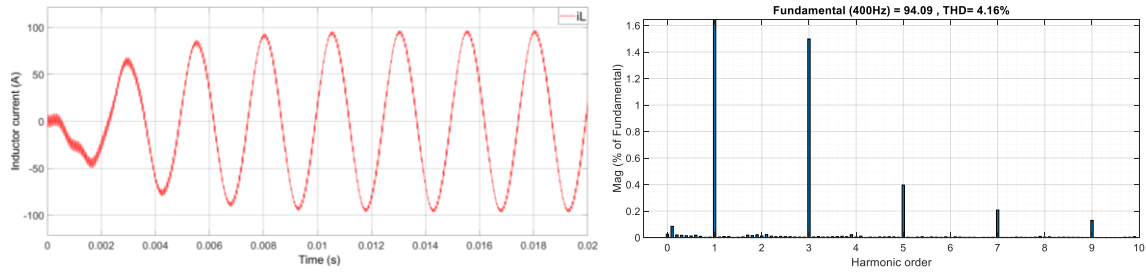 iL
100
50
0
-50
-100
Inductor current (A)
0 0.002 0.004 0.006 0.008 0.01 0.012 0.014 0.016 0.018 0.02
Time (s)
Fundamental (400Hz) = 94.09 , THD= 4.16%
1.6
1.4
1.2
1
0.8
0.6
0.4
0.2
0
Mag (% of Fundamental)
0 1 2 3 4 5 6 7 8 9 10
Harmonic order